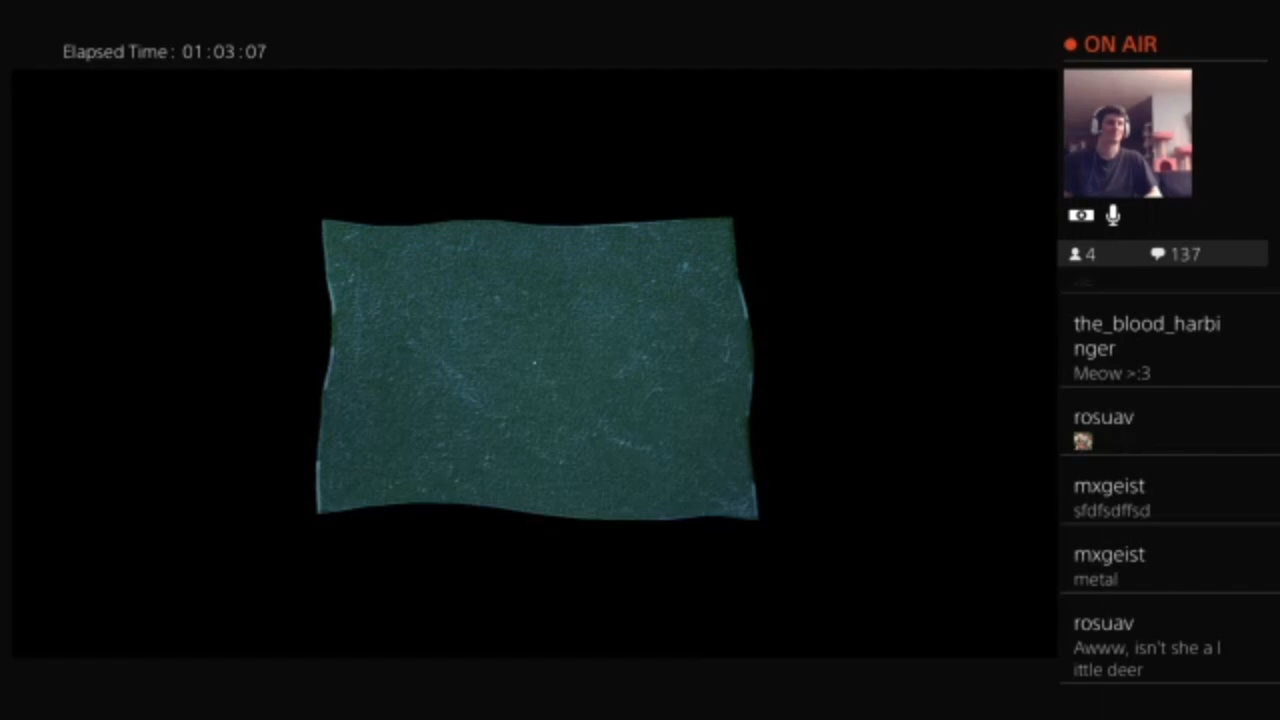 Elapsed Time: 01:03:07
ON AIR
4
137
the_blood_harbi
nger
Meow >:3
rosuav
mxgeist
sfdfsdffsd
mxgeist
metal
rosuav
Awww, isn't she a l
ittle deer